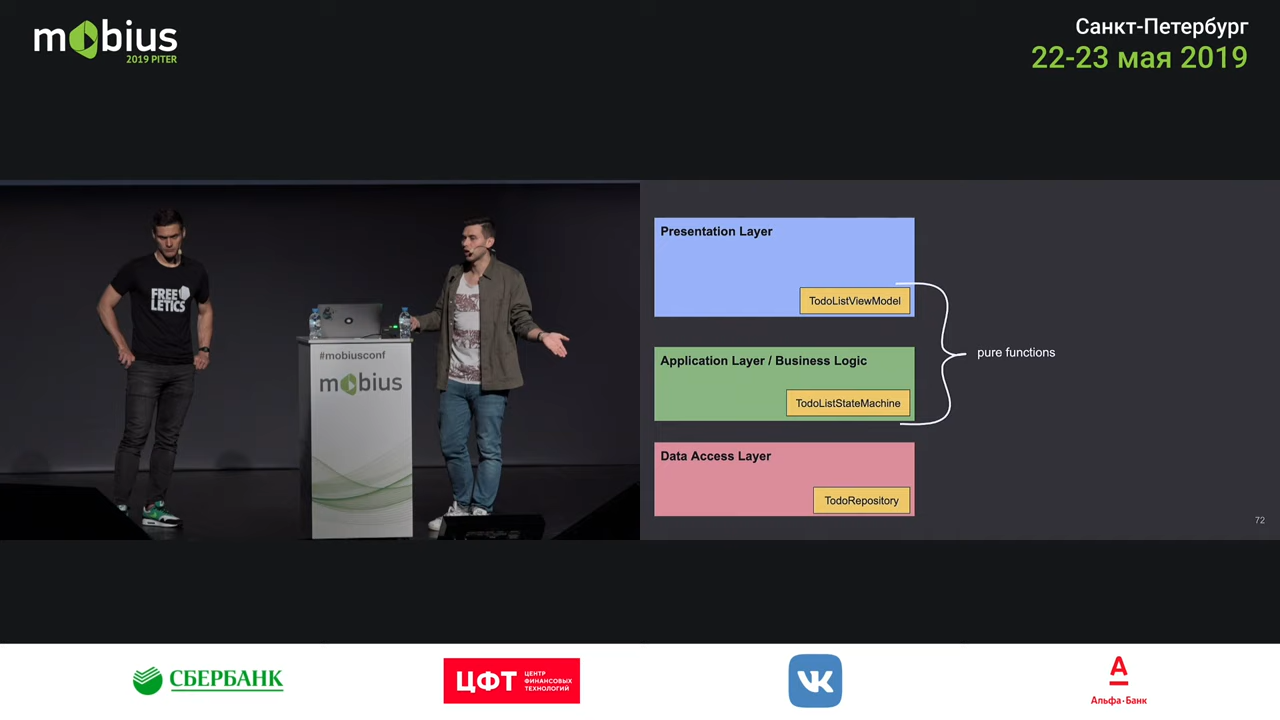 mobius
2019 PITER
Санкт-Петербург
22-23 мая 2019
FREE
LETICS
#mobiusconf
mobius
Presentation Layer
TodoListViewModel
Application Layer / Business Logic
TodoListStateMachine
pure functions
Data Access Layer
TodoRepository
72
СБЕРБАНК
ЦФТ
ЦЕНТР
ФИНАНСОВЫХ
ТЕХНОЛОГИЙ
VK
А
Альфа·Банк